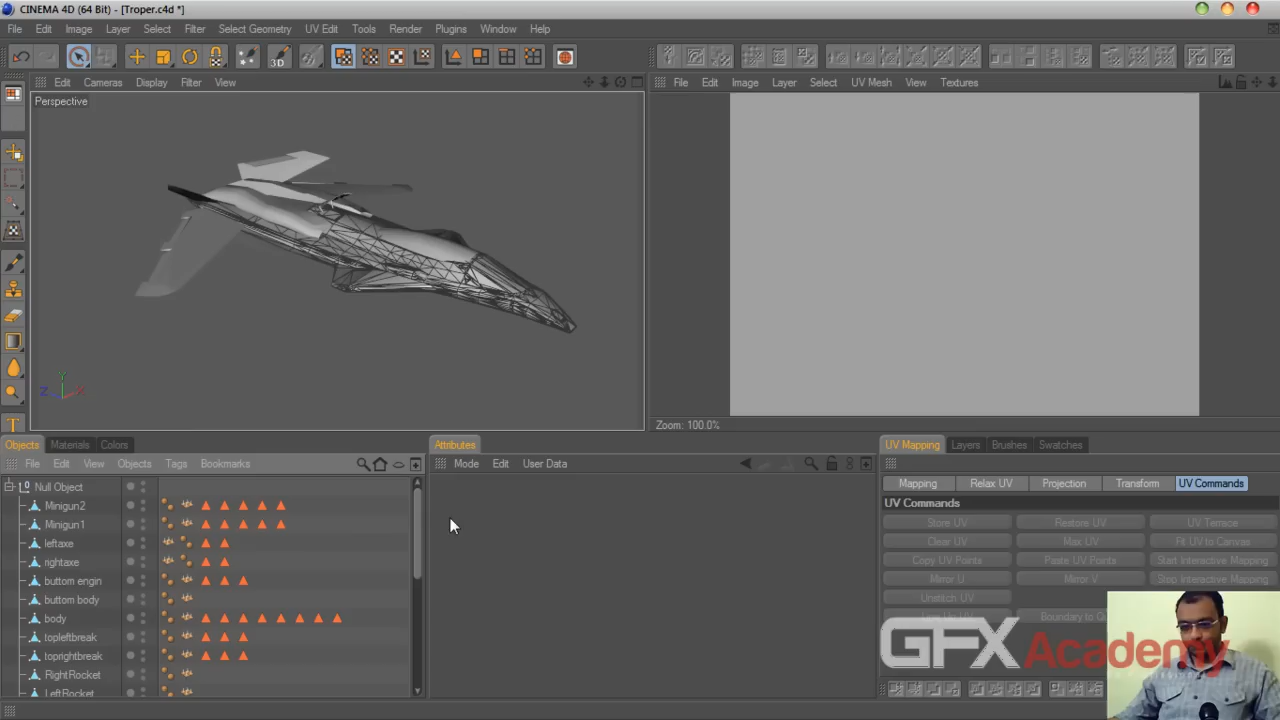 CINEMA 4D (64 Bit) - [Troper.c4d *]
File Edit Image Layer Filter Select Geometry UV Edit Tools Render Plugins Window Help
3D
Edit Cameras Display Filter View
File Edit Image Layer Select UV Mesh View Textures
Perspective
Y
Z X
Zoom: 100.0%
T
Objects Materials Colors
Attributes
UV Mapping Layers Brushes Swatches
File Edit View Objects Tags Bookmarks
Mode Edit User Data
Mapping Relax UV Projection Transform UV Commands
Null Object
UV Commands
Minigun2
Store UV Restore UV UV Terrace
Minigun1
Clear UV Max UV Fit UV to Canvas
leftaxe
Copy UV Points Paste UV Points Start Interactive Mapping
rightaxe
Mirror U Mirror V Stop Interactive Mapping
buttom engin
Unstitch UV
buttom body
body
topleftbreak
toprightbreak
RightRocket
LeftRocket
GFXAcademy